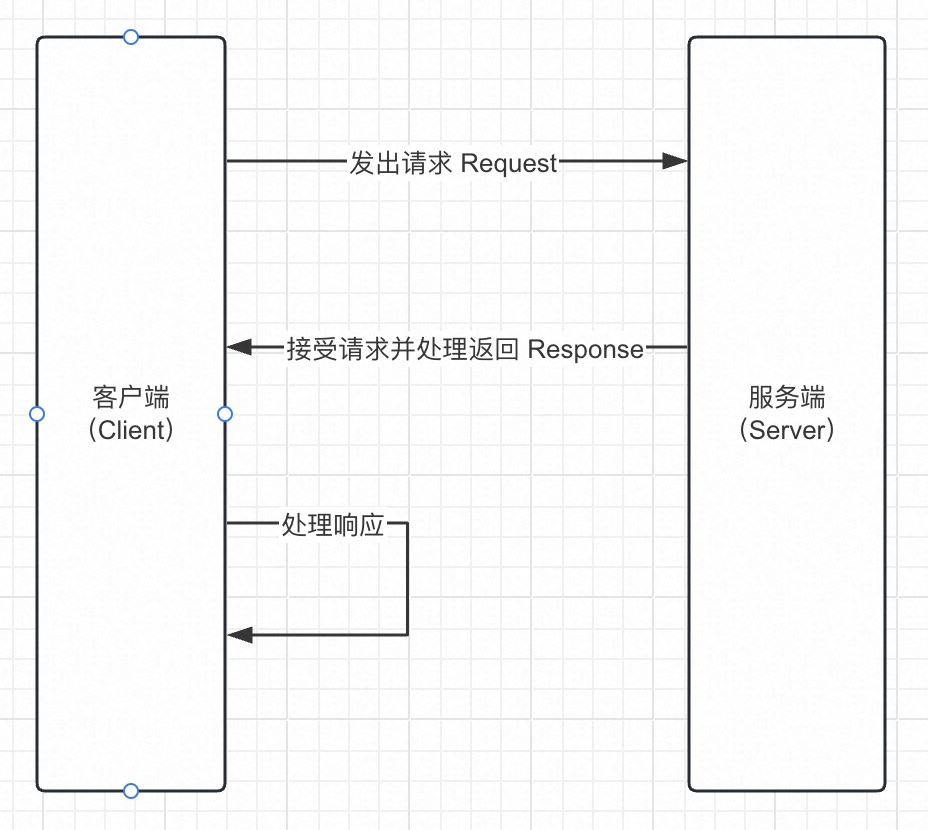 发出请求 Request
接受请求并处理返回 Response
客户端
（Client）
服务端
（Server）
处理响应